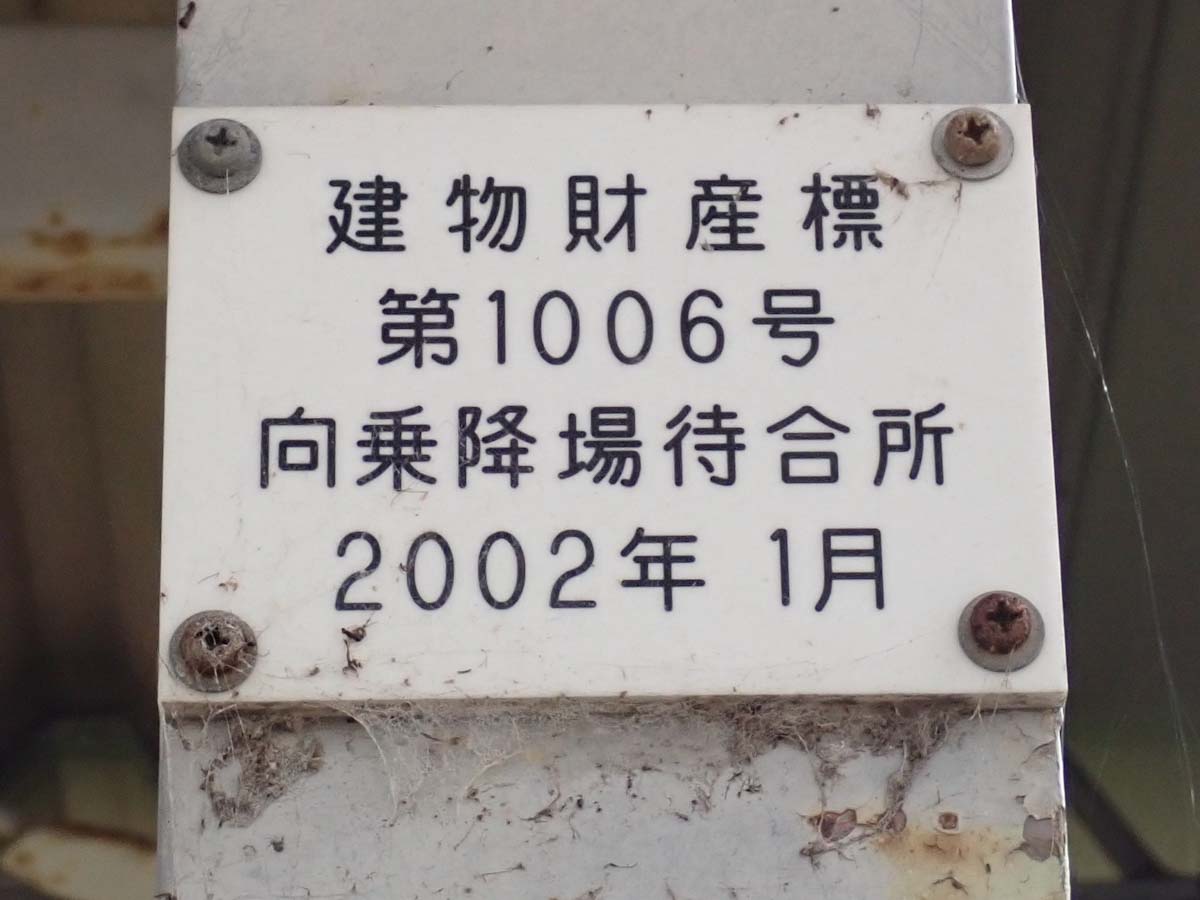 建物財産標
第1006号
向乗降場待合所
2002年 1月